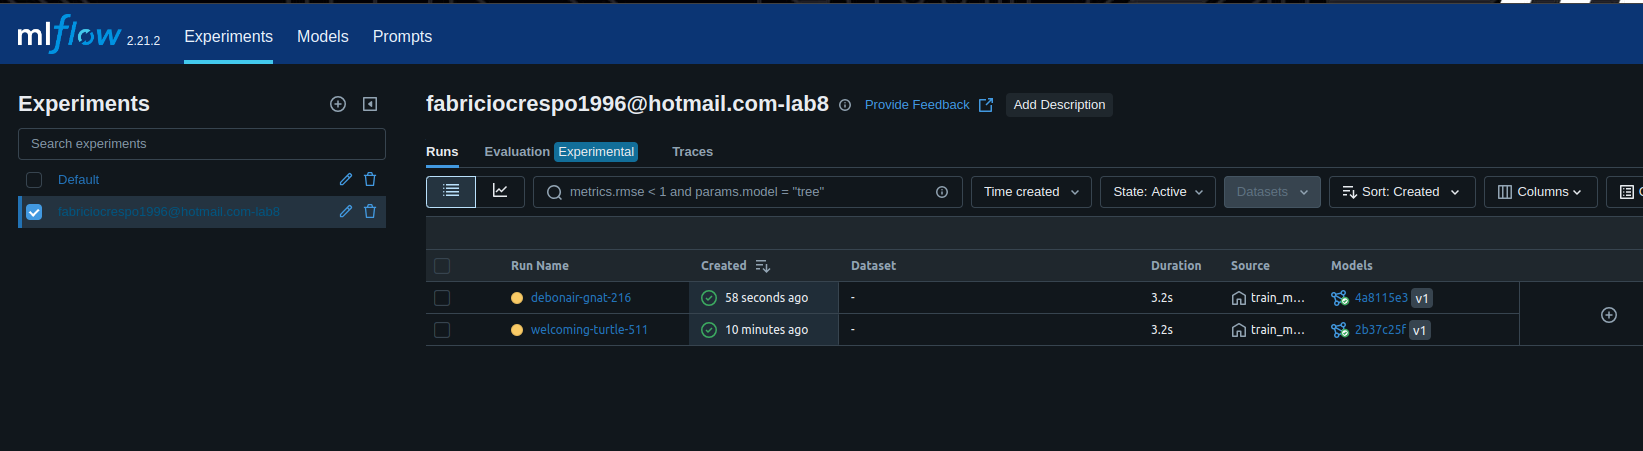 mlflow 2.21.2 Experiments Models Prompts
Experiments
Search experiments
Default
fabriciocrespo1996@hotmail.com-lab8
fabriciocrespo1996@hotmail.com-lab8 Provide Feedback Add Description
Runs Evaluation Experimental Traces
metrics.rmse < 1 and params.model = "tree" Time created State: Active Datasets Sort: Created Columns
Run Name Created Dataset Duration Source Models
debonair-gnat-216 58 seconds ago - 3.2s train_m... 4a8115e3 v1
welcoming-turtle-511 10 minutes ago - 3.2s train_m... 2b37c25f v1